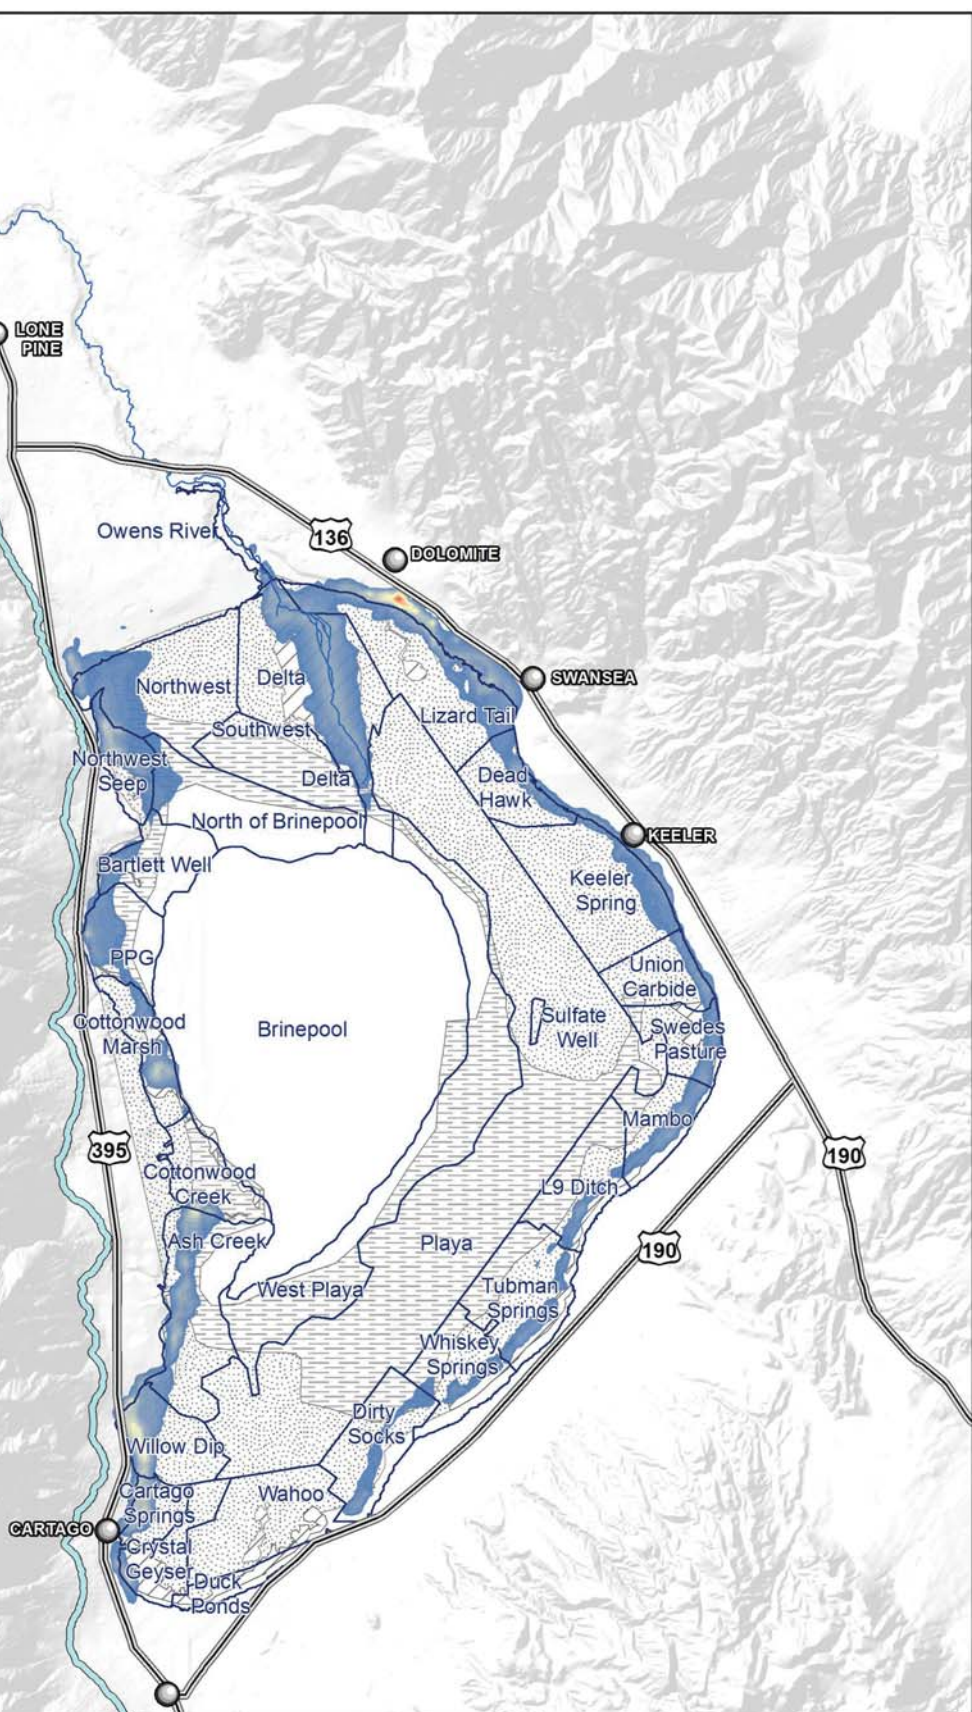 LONE
PINE
Owens River
136
DOLOMITE
SWANSEA
Northwest
Delta
Lizard Tail
Southwest
Northwest
Seep
Delta
Dead
Hawk
North of Brinepool
KEELER
Bartlett Well
Keeler
Spring
PPG
Union
Carbide
Cottonwood
Marsh
Brinepool
Sulfate
Well
Swedes
Pasture
Mambo
395
190
Cottonwood
Creek
L9 Ditch
Ash Creek
Playa
190
West Playa
Tubman
Springs
Whiskey
Springs
Dirty
Socks
Willow Dip
Cartago
Springs
Wahoo
CARTAGO
Crystal
Geyser
Duck
Ponds